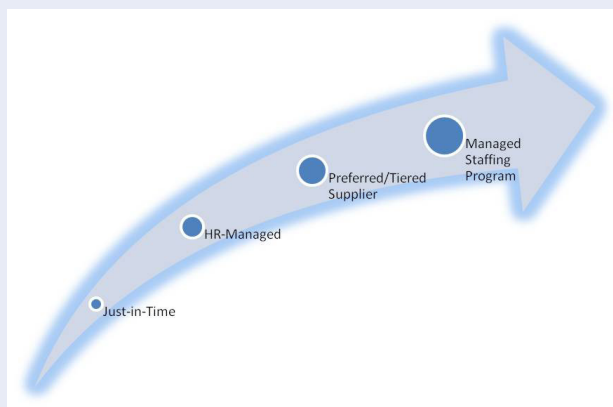 Managed
Staffing
Program
Preferred/Tiered
Supplier
HR-Managed
Just-in-Time